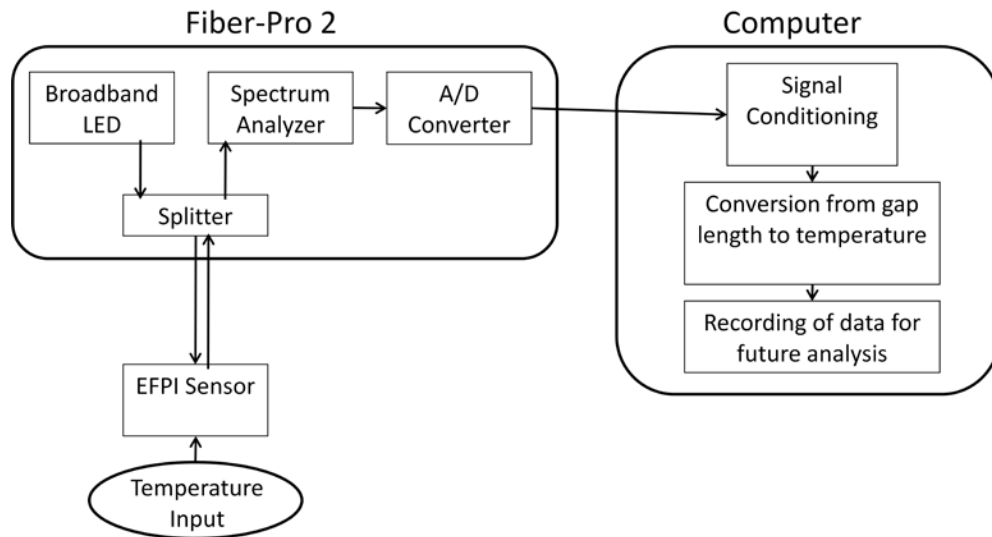 Fiber-Pro 2
Computer
Broadband
LED
Spectrum
Analyzer
A/D
Converter
Signal
Conditioning
Splitter
Conversion from gap
length to temperature
Recording of data for
future analysis
EFPI Sensor
Temperature
Input